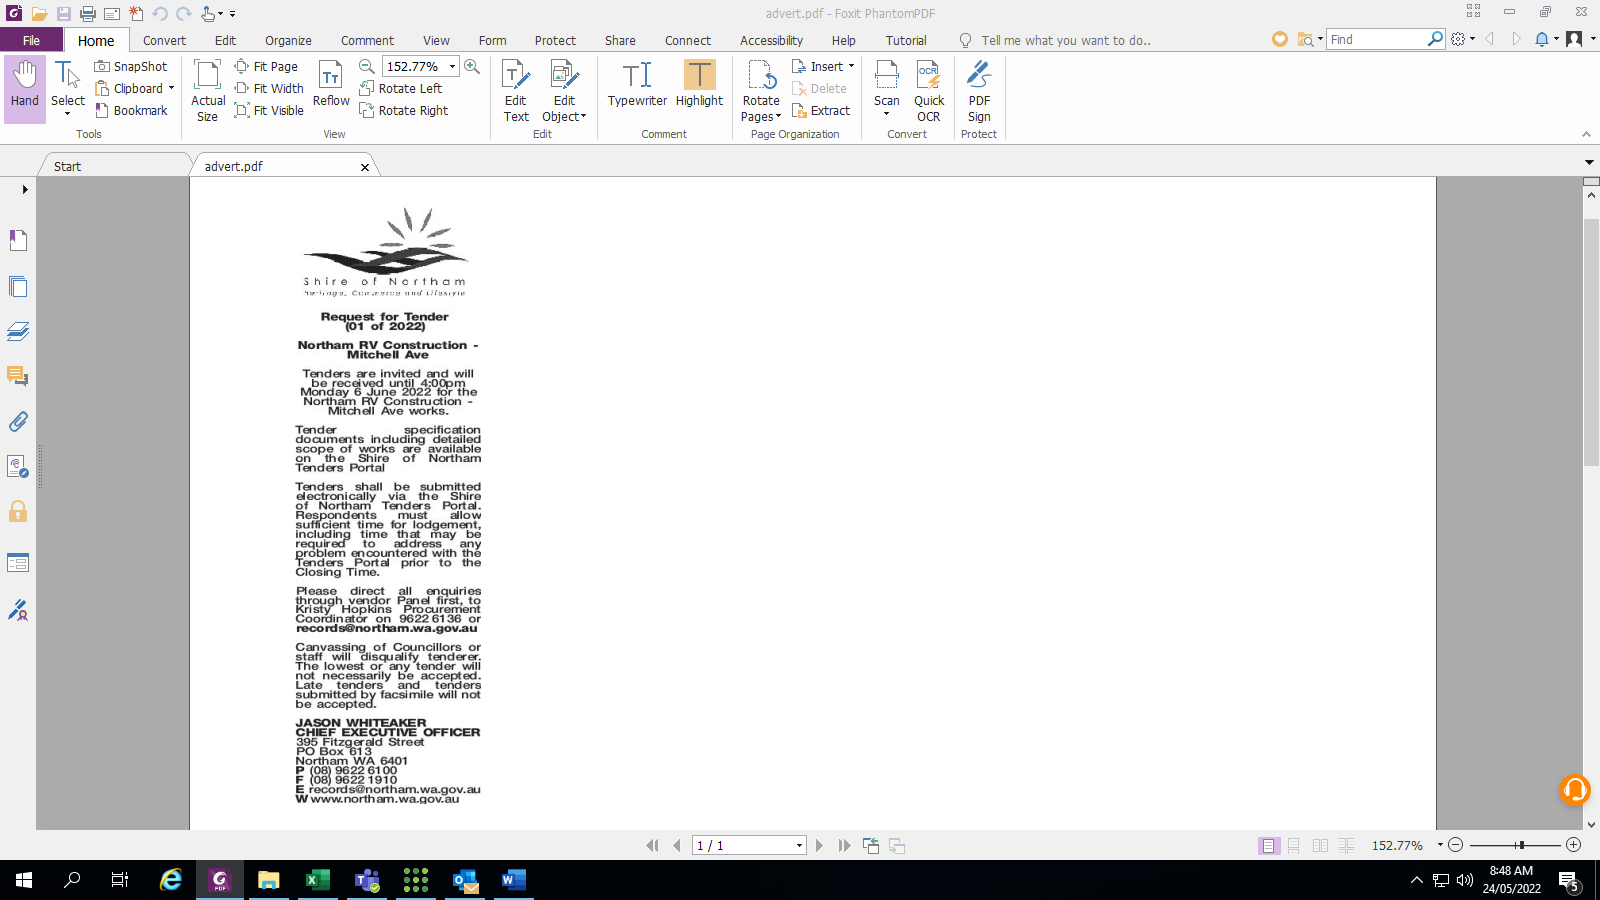 advert.pdf - Foxit PhantomPDF
File Home Convert Edit Organize Comment View Form Protect Share Connect Accessibility Help Tutorial Tell me what you want to do.. Find
Hand
Select
SnapShot
Clipboard
Bookmark
Tools
Actual
Size
Fit Page
Fit Width
Fit Visible
Reflow
152.77%
Rotate Left
Rotate Right
View
Edit
Text
Edit
Object
Edit
Typewriter
Highlight
Comment
Rotate
Pages
Insert
Delete
Extract
Page Organization
Scan
Quick
OCR
Convert
PDF
Sign
Protect
Start
advert.pdf
Shire of Northam
Heritage, Commerce and Lifestyle
Request for Tender
(01 of 2022)
Northam RV Construction -
Mitchell Ave
Tenders are invited and will
be received until 4:00pm
Monday 6 June 2022 for the
Northam RV Construction -
Mitchell Ave works.
Tender specification
documents including detailed
scope of works are available
on the Shire of Northam
Tenders Portal
Tenders shall be submitted
electronically via the Shire
of Northam Tenders Portal.
Respondents must allow
sufficient time for lodgement,
including time that may be
required to address any
problem encountered with the
Tenders Portal prior to the
Closing Time.
Please direct all enquiries
through vendor Panel first, to
Kristy Hopkins Procurement
Coordinator on 9622 6136 or
records@northam.wa.gov.au
Canvassing of Councillors or
staff will disqualify tenderer.
The lowest or any tender will
not necessarily be accepted.
Late tenders and tenders
submitted by facsimile will not
be accepted.
JASON WHITEAKER
CHIEF EXECUTIVE OFFICER
395 Fitzgerald Street
PO Box 613
Northam WA 6401
P (08) 9622 6100
F (08) 9622 1910
E records@northam.wa.gov.au
W www.northam.wa.gov.au
1 / 1
152.77%
8:48 AM
24/05/2022
5